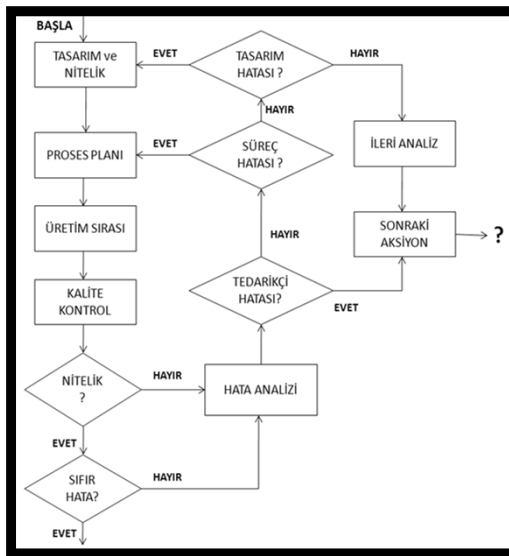 BAŞLA
TASARIM ve
NİTELİK
EVET
TASARIM
HATASI ?
HAYIR
HAYIR
PROSES PLANI
EVET
SÜREÇ
HATASI ?
İLERİ ANALİZ
ÜRETİM SIRASI
HAYIR
SONRAKİ
AKSİYON
?
KALİTE
KONTROL
TEDARİKÇİ
HATASI?
EVET
NİTELİK
?
HAYIR
HATA ANALİZİ
EVET
SIFIR
HATA?
HAYIR
EVET